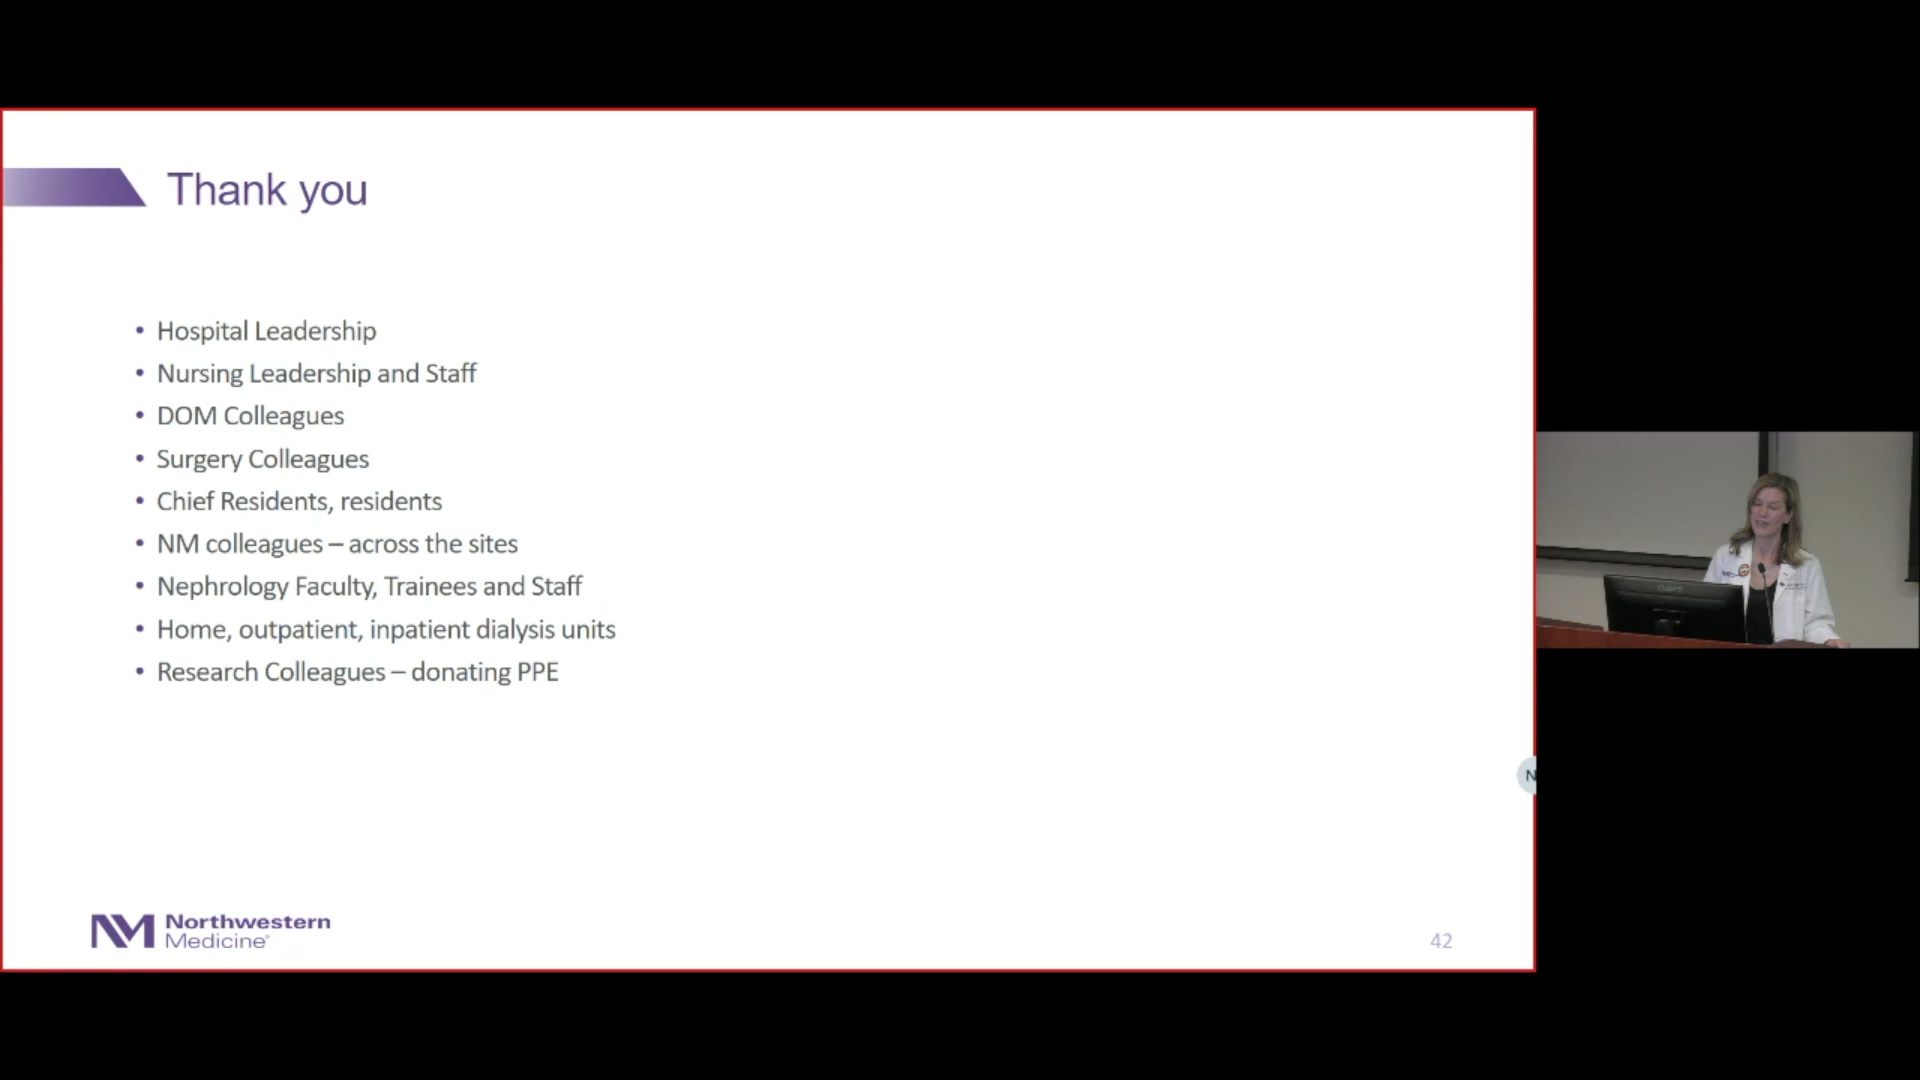 Thank you
• Hospital Leadership
• Nursing Leadership and Staff
• DOM Colleagues
• Surgery Colleagues
• Chief Residents, residents
• NM colleagues – across the sites
• Nephrology Faculty, Trainees and Staff
• Home, outpatient, inpatient dialysis units
• Research Colleagues – donating PPE
N
NM Northwestern
Medicine®
42